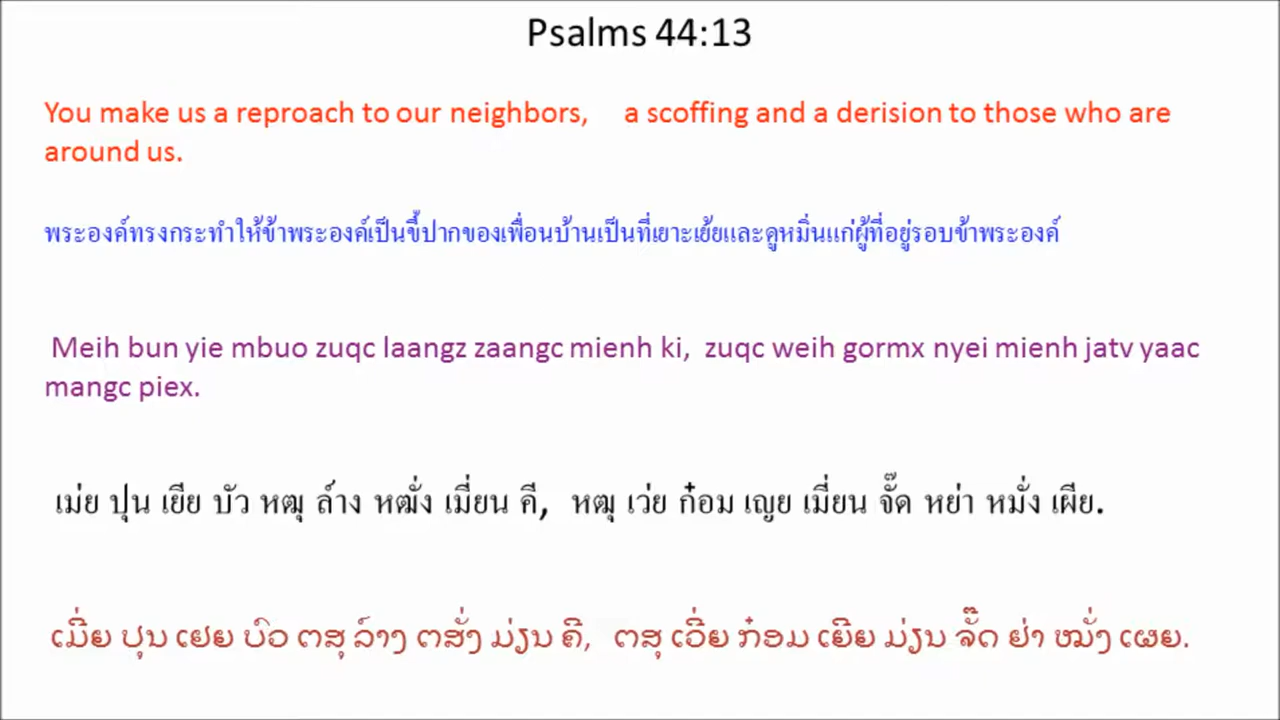 Psalms 44:13
You make us a reproach to our neighbors, a scoffing and a derision to those who are
around us.
พระองค์ทรงกระทำให้ข้าพระองค์เป็นขี้ปากของเพื่อนบ้านเป็นที่เยาะเย้ยและดูหมิ่นแก่ผู้ที่อยู่รอบข้าพระองค์
Meih bun yie mbuo zuqc laangz zaangc mienh ki, zuqc weih gormx nyei mienh jatv yaac
mangc piex.
เม่ย ปุน เยีย บัว หฒุ ล์าง หฒั่ง เมี่ยน คี, หฒุ เว่ย ก๋อม เญย เมี่ยน จั๊ด หย่า หมั่ง เผีย.
ເມີ່ຍ ປຸນ ເຢຍ ບົວ ຕສຸ ລ໌າງ ຕສັ່ງ ມ່ຽນ ຄີ, ຕສຸ ເວີ່ຍ ກ໋ອມ ເຍີຍ ມ່ຽນ ຈັ໊ດ ຢ່າ ໝັ່ງ ເຜຍ.